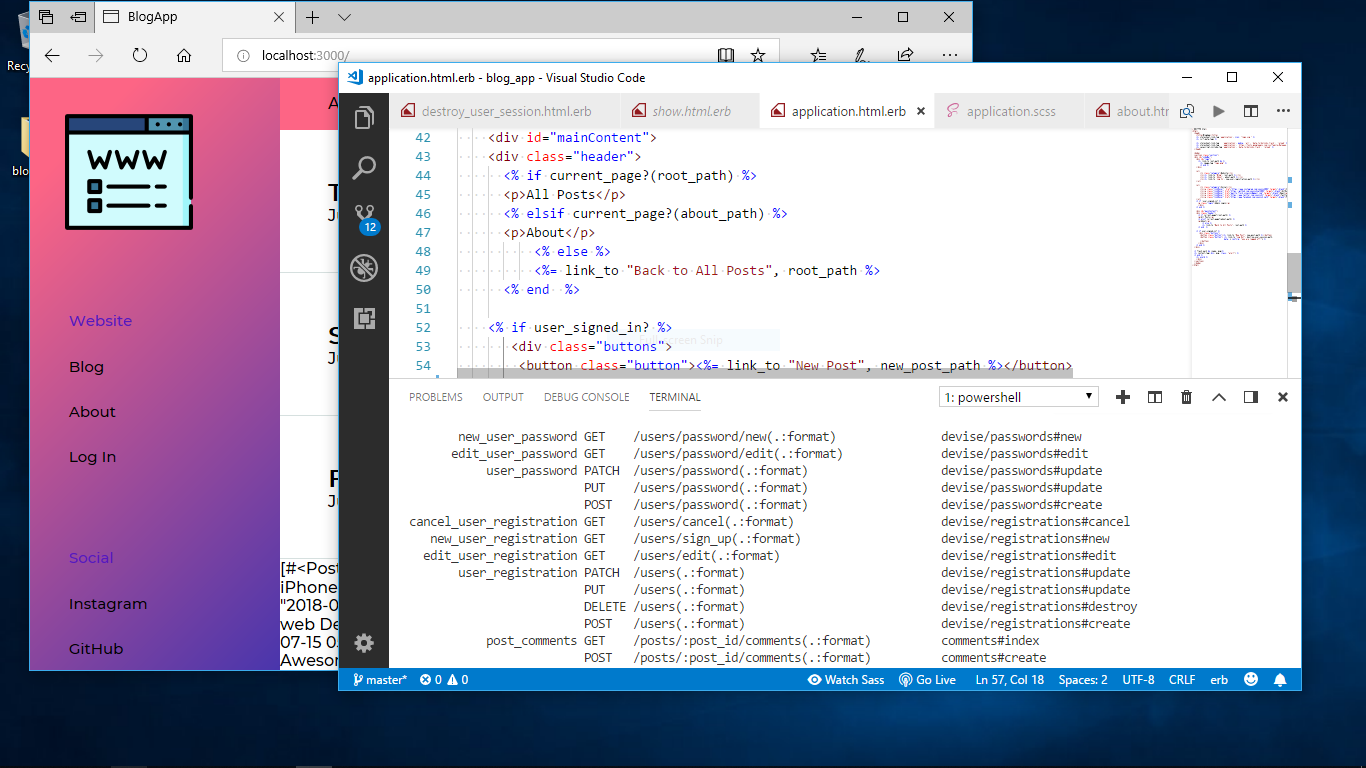 BlogApp
localhost:3000/
WWW
Website
Blog
About
Log In
Social
Instagram
GitHub
[#<Post
iPhone
"2018-0
web De
07-15 0
Awesom
application.html.erb - blog_app - Visual Studio Code
destroy_user_session.html.erb show.html.erb application.html.erb application.scss about.htm
12
42 <div id="mainContent">
43 <div class="header">
44 <% if current_page?(root_path) %>
45 <p>All Posts</p>
46 <% elsif current_page?(about_path) %>
47 <p>About</p>
48 <% else %>
49 <%= link_to "Back to All Posts", root_path %>
50 <% end  %>
51
52 <% if user_signed_in? %>
53 <div class="buttons">
54 <button class="button"><%= link_to "New Post", new_post_path %></button>
Full-screen Snip
PROBLEMS OUTPUT DEBUG CONSOLE TERMINAL 1: powershell
new_user_password GET /users/password/new(.:format) devise/passwords#new
edit_user_password GET /users/password/edit(.:format) devise/passwords#edit
user_password PATCH /users/password(.:format) devise/passwords#update
PUT /users/password(.:format) devise/passwords#update
POST /users/password(.:format) devise/passwords#create
cancel_user_registration GET /users/cancel(.:format) devise/registrations#cancel
new_user_registration GET /users/sign_up(.:format) devise/registrations#new
edit_user_registration GET /users/edit(.:format) devise/registrations#edit
user_registration PATCH /users(.:format) devise/registrations#update
PUT /users(.:format) devise/registrations#update
DELETE /users(.:format) devise/registrations#destroy
POST /users(.:format) devise/registrations#create
post_comments GET /posts/:post_id/comments(.:format) comments#index
POST /posts/:post_id/comments(.:format) comments#create
master* 0 0 Watch Sass Go Live Ln 57, Col 18 Spaces: 2 UTF-8 CRLF erb